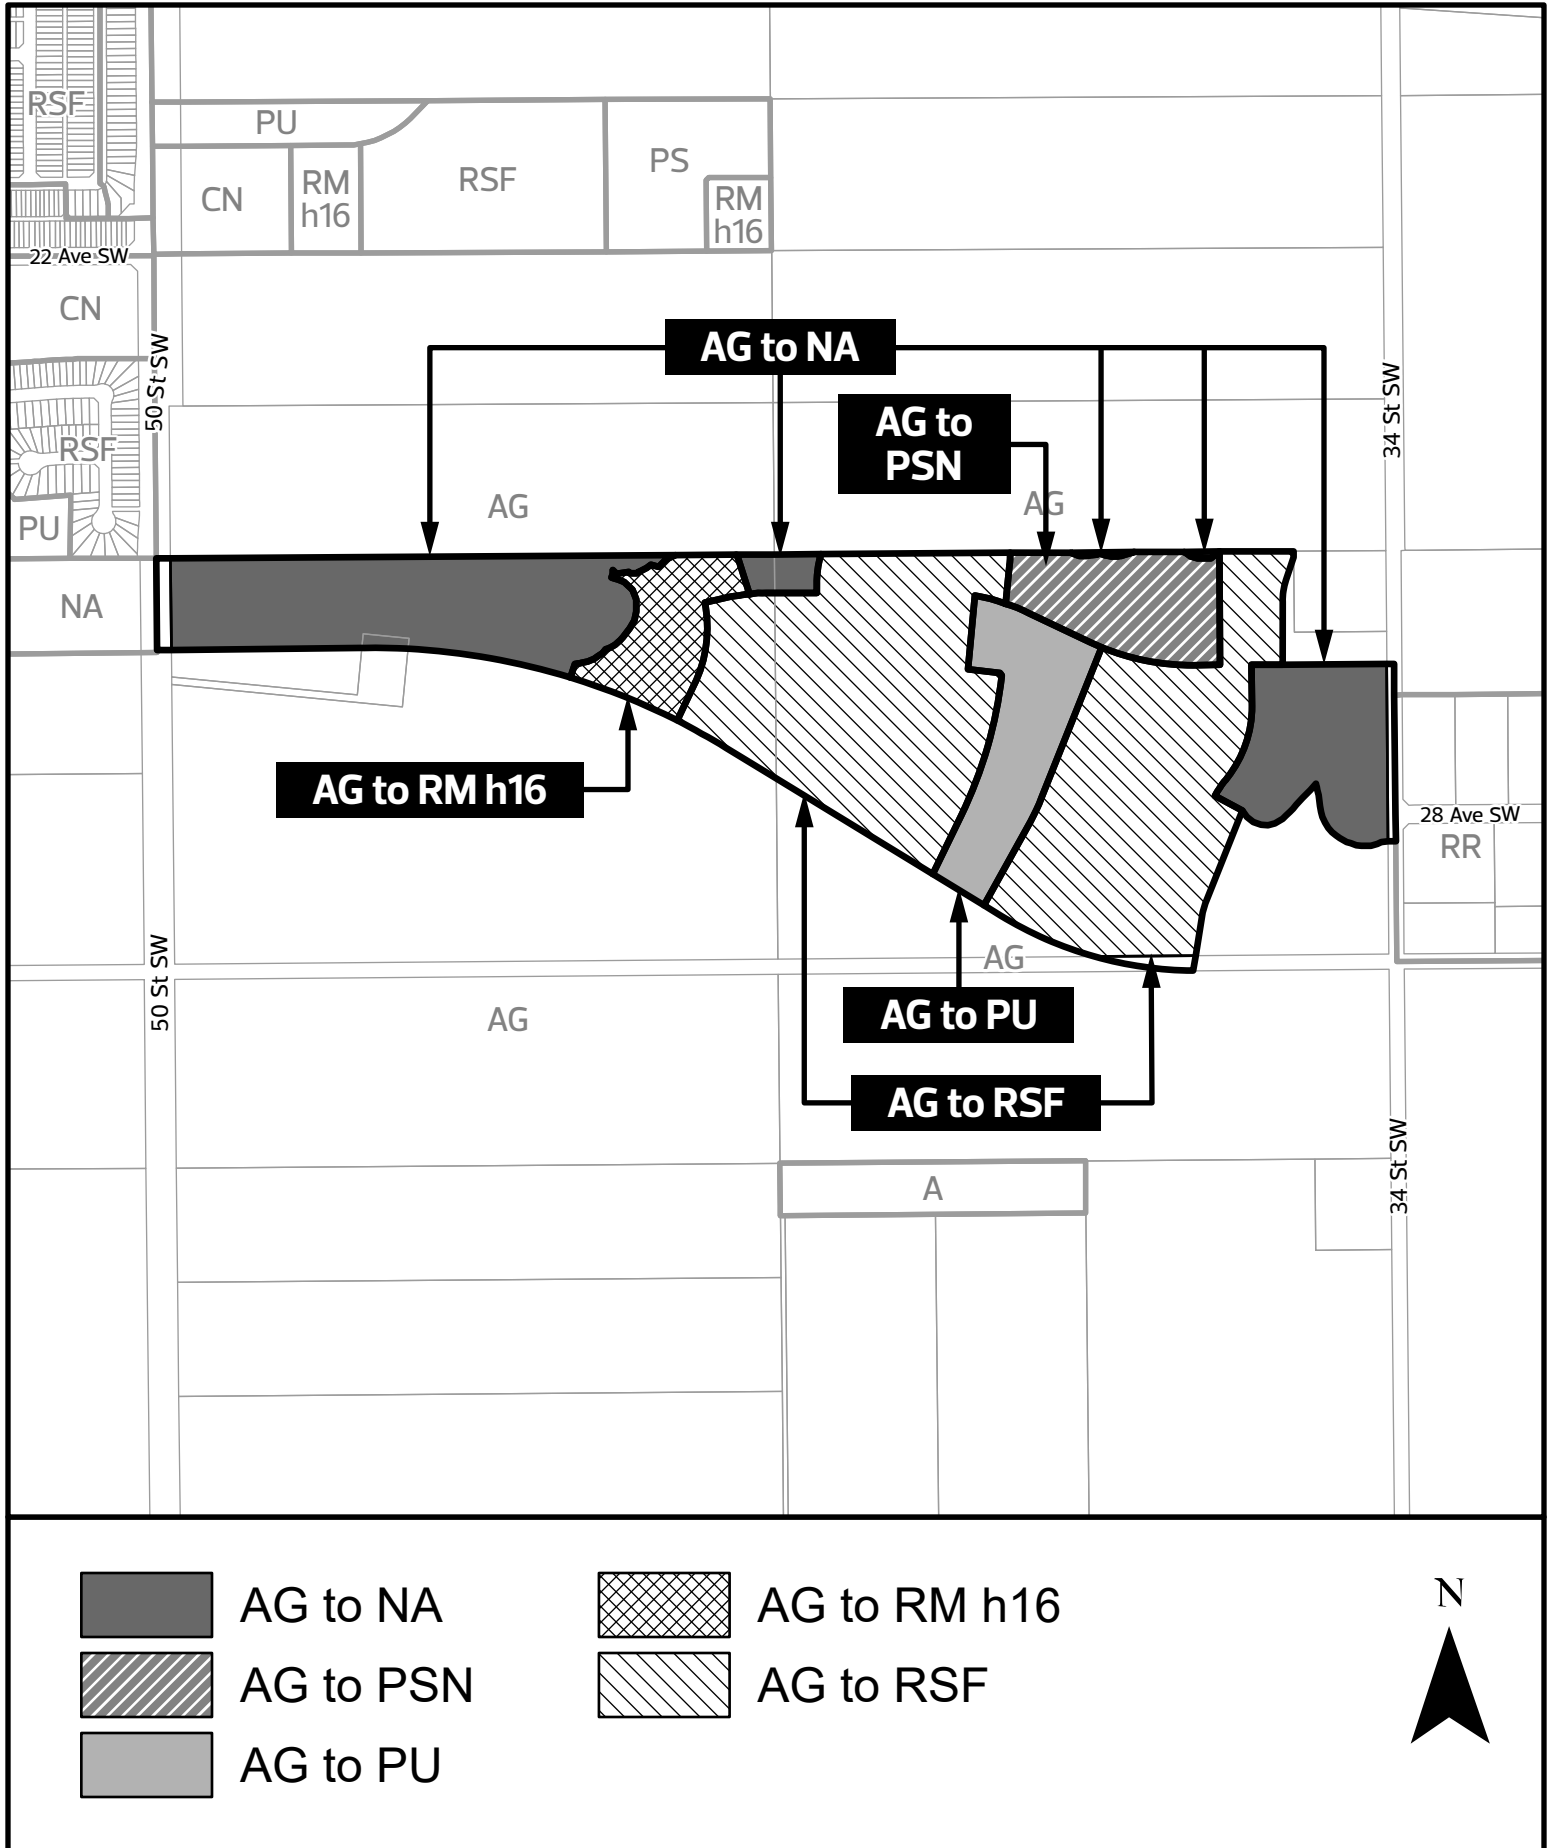 RSF
PU
CN
RM
h16
RSF
PS
RM
h16
22 Ave SW
CN
50 St SW
RSF
PU
NA
AG to NA
AG to
PSN
34 St SW
AG
AG
AG to RM h16
28 Ave SW
RR
50 St SW
AG
AG
AG to PU
AG to RSF
34 St SW
A
AG to NA
AG to PSN
AG to PU
AG to RM h16
AG to RSF
N